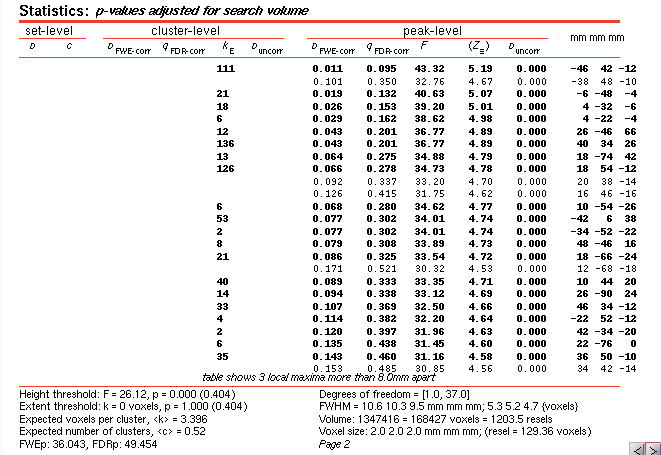 Statistics: p-values adjusted for search volume
set-level cluster-level peak-level mm mm mm
p c p FWE-corr q FDR-corr k E p uncorr p FWE-corr q FDR-corr F (Z≡) p uncorr
111 0.011 0.095 43.32 5.19 0.000 -46 42 -12
0.101 0.350 32.76 4.67 0.000 -38 48 -10
21 0.019 0.132 40.63 5.07 0.000 -6 -48 -4
18 0.026 0.153 39.20 5.01 0.000 4 -32 -6
6 0.029 0.162 38.62 4.98 0.000 4 -22 -4
12 0.043 0.201 36.77 4.89 0.000 26 -46 66
136 0.043 0.201 36.77 4.89 0.000 40 34 26
13 0.064 0.275 34.88 4.79 0.000 18 -74 42
126 0.066 0.278 34.73 4.78 0.000 18 54 -12
0.092 0.337 33.20 4.70 0.000 20 38 -14
0.126 0.415 31.75 4.62 0.000 16 46 -16
6 0.068 0.280 34.62 4.77 0.000 10 -54 -26
53 0.077 0.302 34.01 4.74 0.000 -42 6 38
2 0.077 0.302 34.01 4.74 0.000 -34 -52 -22
8 0.079 0.308 33.89 4.73 0.000 48 -46 16
21 0.086 0.325 33.54 4.72 0.000 18 -66 -24
0.171 0.521 30.32 4.53 0.000 12 -68 -18
40 0.089 0.333 33.35 4.71 0.000 10 44 20
14 0.094 0.338 33.12 4.69 0.000 26 -90 24
33 0.107 0.369 32.50 4.66 0.000 46 34 -12
4 0.114 0.382 32.20 4.64 0.000 -22 52 -12
2 0.120 0.397 31.96 4.63 0.000 42 -34 -20
6 0.135 0.438 31.45 4.60 0.000 22 -76 0
35 0.143 0.460 31.16 4.58 0.000 36 50 -10
0.153 0.485 30.85 4.56 0.000 34 42 -14
table shows 3 local maxima more than 8.0mm apart
Height threshold: F = 26.12, p = 0.000 (0.404)
Extent threshold: k = 0 voxels, p = 1.000 (0.404)
Expected voxels per cluster, <k> = 3.396
Expected number of clusters, <c> = 0.52
FWEp: 36.043, FDRp: 49.454
Degrees of freedom = [1.0, 37.0]
FWHM = 10.6 10.3 9.5 mm mm mm; 5.3 5.2 4.7 {voxels}
Volume: 1347416 = 168427 voxels = 1203.5 resels
Voxel size: 2.0 2.0 2.0 mm mm mm; (resel = 129.36 voxels)
Page 2